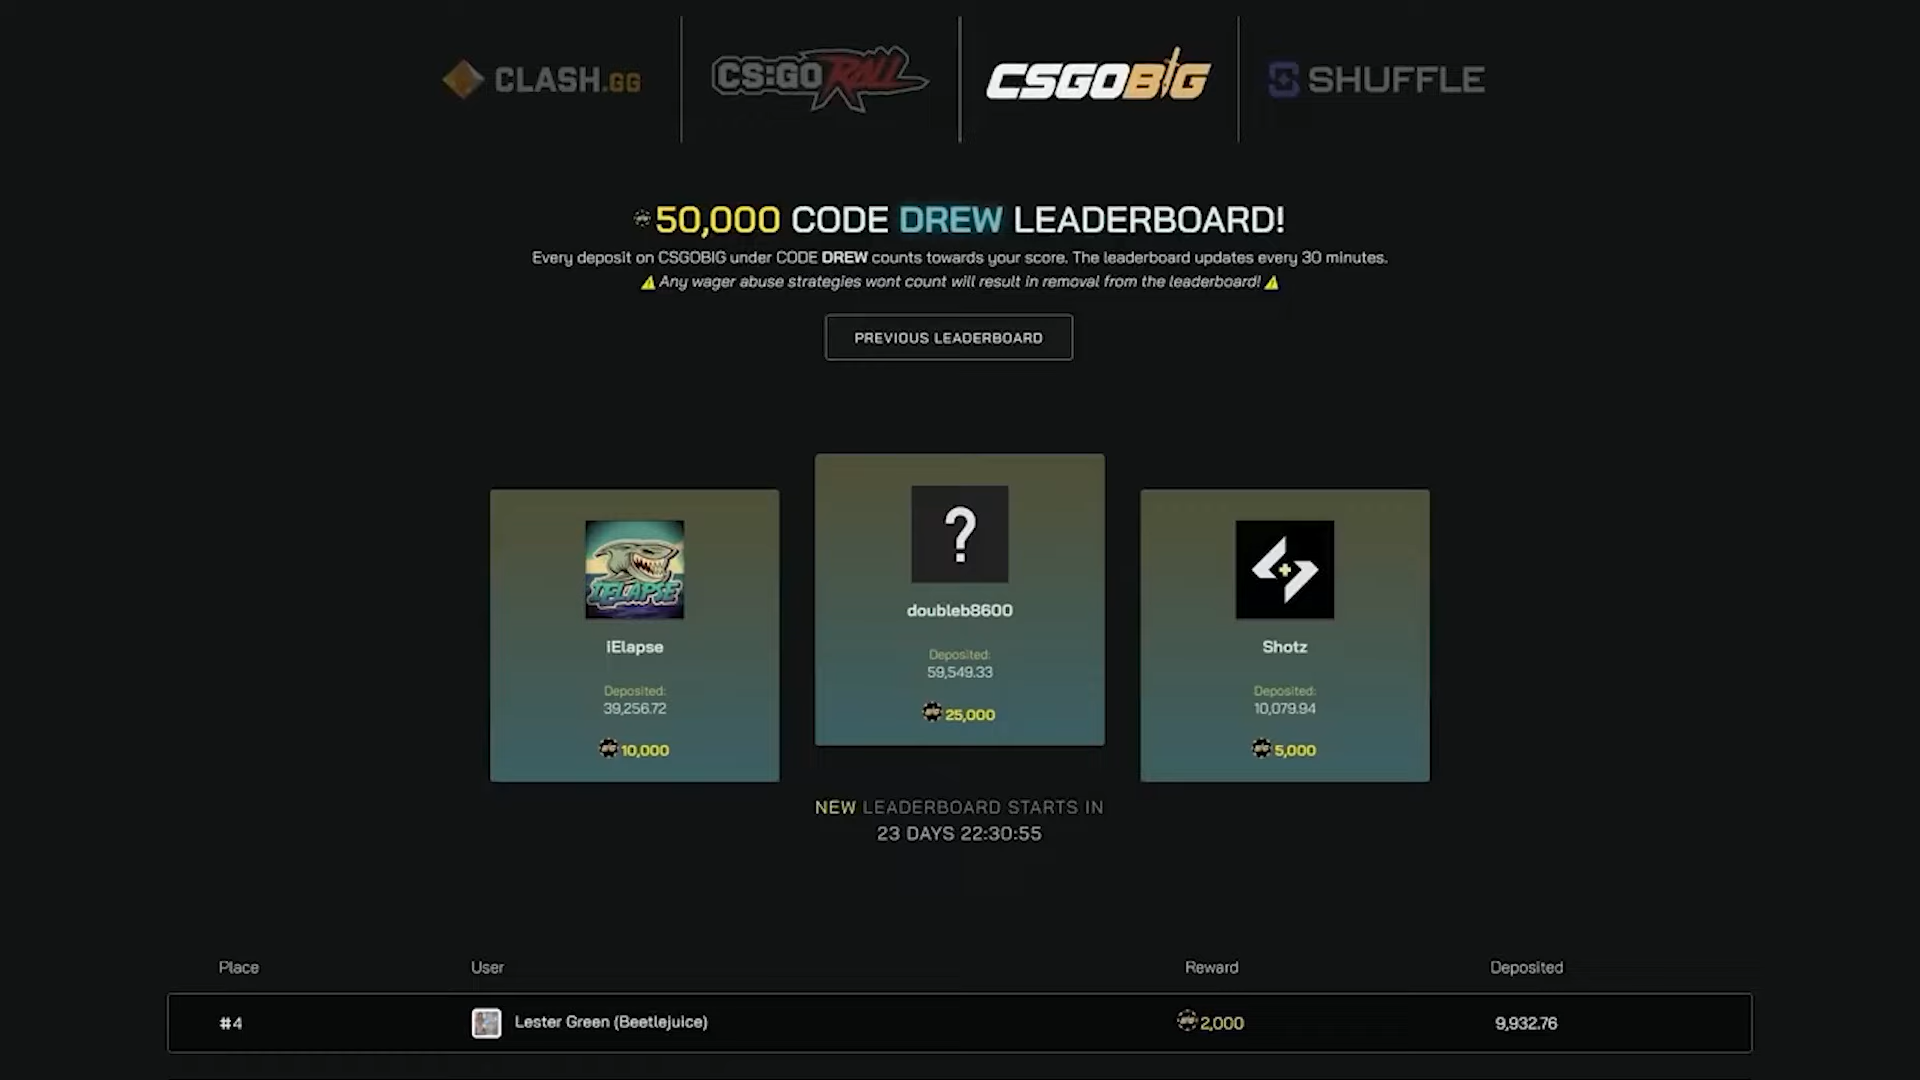 CLASH.GG
CS:GO ROLL
CSGOBIG
SHUFFLE
50,000 CODE DREW LEADERBOARD!
Every deposit on CSGOBIG under CODE DREW counts towards your score. The leaderboard updates every 30 minutes.
Any wager abuse strategies wont count will result in removal from the leaderboard!
PREVIOUS LEADERBOARD
IELAPSE
iElapse
Deposited:
39,256.72
10,000
?
doubleb8600
Deposited:
59,549.33
25,000
Shotz
Deposited:
10,079.94
5,000
NEW LEADERBOARD STARTS IN
23 DAYS 22:30:55
Place User Reward Deposited
#4 Lester Green (Beetlejuice) 2,000 9,932.76